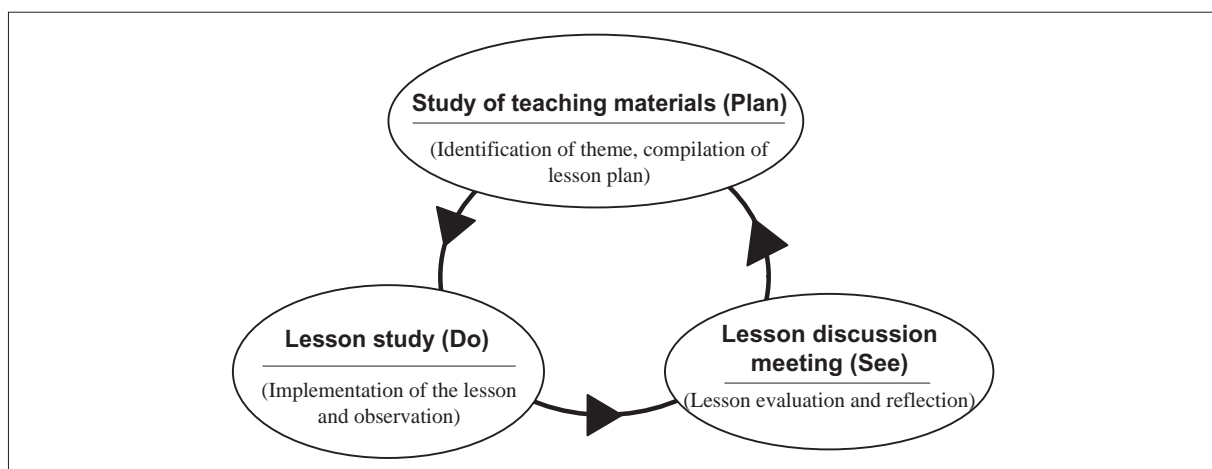 Study of teaching materials (Plan)
(Identification of theme, compilation of
lesson plan)
Lesson study (Do)
(Implementation of the lesson
and observation)
Lesson discussion
meeting (See)
(Lesson evaluation and reflection)